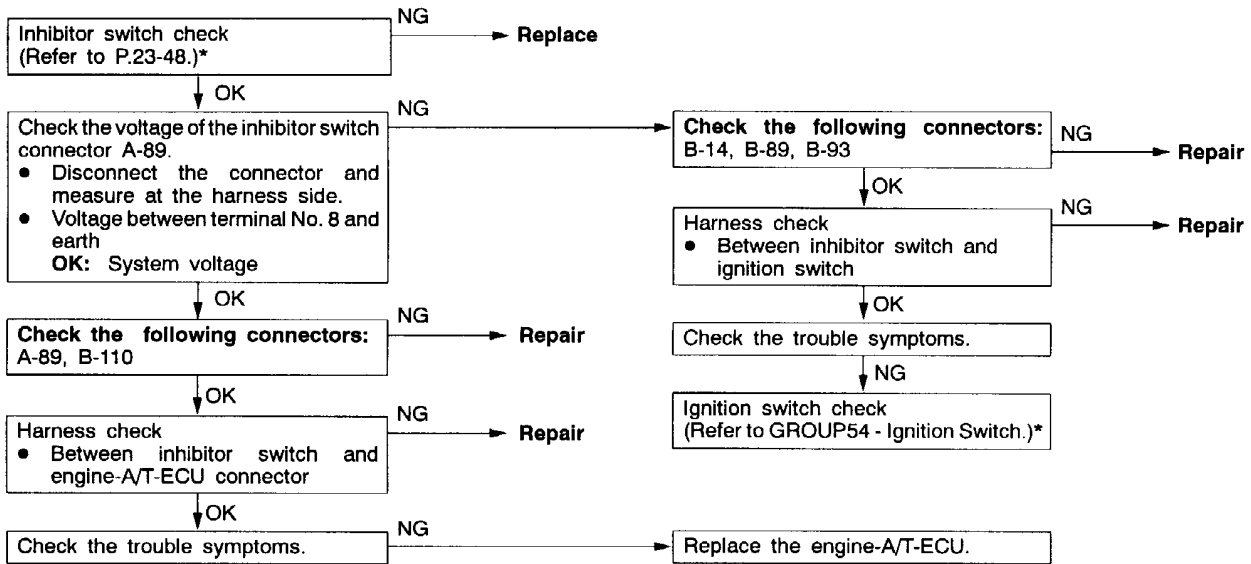 Inhibitor switch check
(Refer to P.23-48.)*
NG
Replace
OK
Check the voltage of the inhibitor switch
connector A-89.
● Disconnect the connector and
measure at the harness side.
● Voltage between terminal No. 8 and
earth
OK: System voltage
NG
OK
Check the following connectors:
A-89, B-110
NG
Repair
OK
Harness check
● Between inhibitor switch and
engine-A/T-ECU connector
NG
Repair
OK
Check the trouble symptoms.
NG
Replace the engine-A/T-ECU.
Check the following connectors:
B-14, B-89, B-93
NG
Repair
OK
Harness check
● Between inhibitor switch and
ignition switch
NG
Repair
OK
Check the trouble symptoms.
NG
Ignition switch check
(Refer to GROUP54 - Ignition Switch.)*